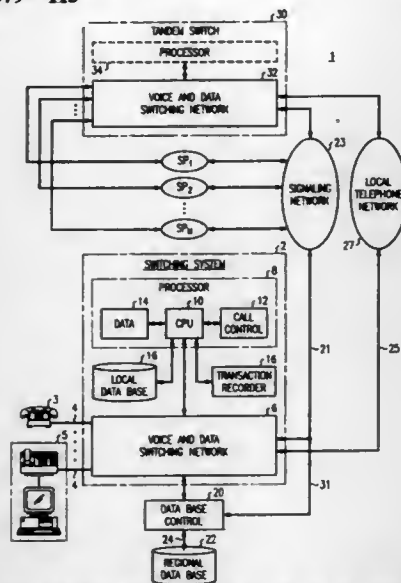 30
TANDEM SWITCH
PROCESSOR
34
32
1
VOICE AND DATA
SWITCHING NETWORK
SP1
SP2
SPN
23
SIGNALING
NETWORK
LOCAL
TELEPHONE
NETWORK
27
2
SWITCHING SYSTEM
8
PROCESSOR
14
10
12
DATA
CPU
CALL
CONTROL
21
25
16
16
LOCAL
DATA BASE
TRANSACTION
RECORDER
3
4
6
5
VOICE AND DATA
SWITCHING NETWORK
4
20
31
DATA BASE
CONTROL
24
22
REGIONAL
DATA BASE